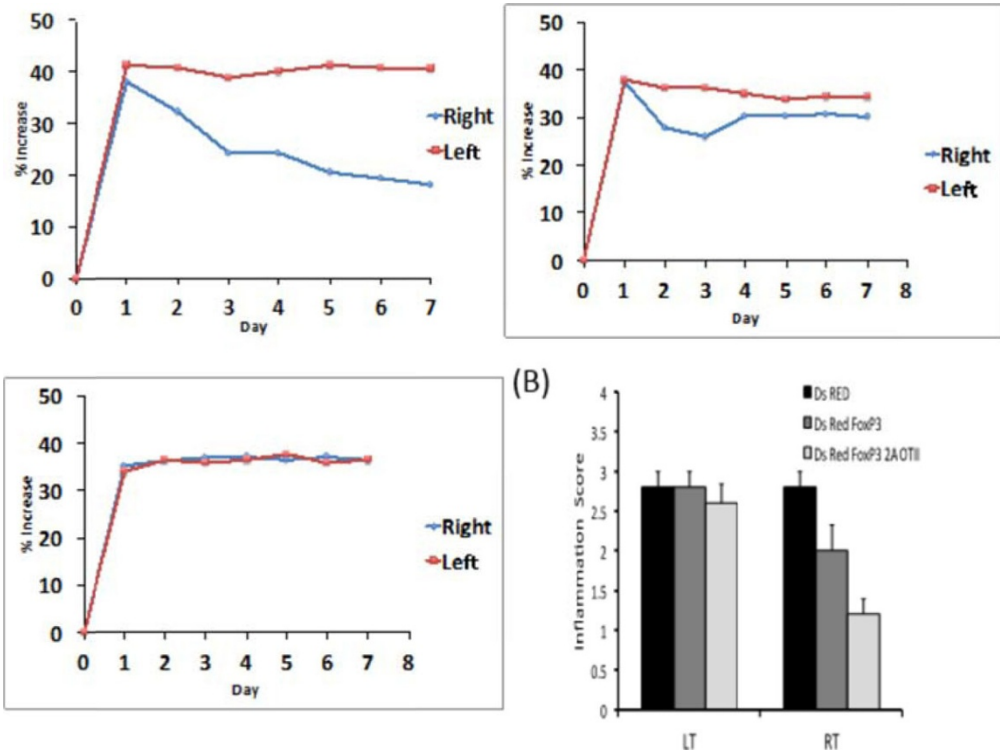 50
40
30
20
10
0
% Increase
0 1 2 3 4 5 6 7
Day
Right
Left
50
40
30
20
10
0
% Increase
0 1 2 3 4 5 6 7 8
Day
Right
Left
50
40
30
20
10
0
% Increase
0 1 2 3 4 5 6 7 8
Day
Right
Left
(B)
4
3.5
3
2.5
2
1.5
1
0.5
0
Inflammation Score
Ds RED
Ds Red FoxP3
Ds Red FoxP3 2A OTII
LT RT